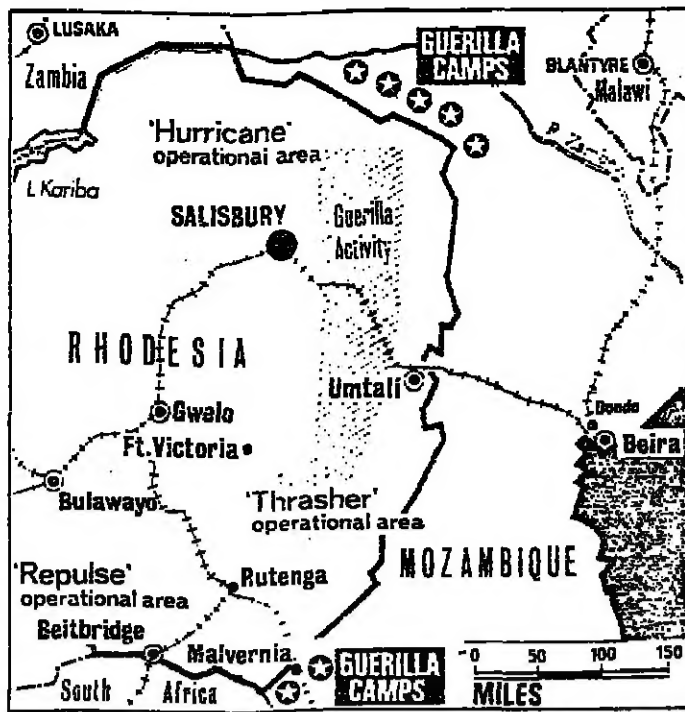 LUSAKA
Zambia
GUERILLA
CAMPS
BLANTYRE
Malawi
'Hurricane'
operational area
L Kariba
SALISBURY
Guerilla
Activity
RHODESIA
Umtali
Gwelo
Ft.Victoria
Dondo
Beira
Bulawayo
'Thrasher'
operational area
MOZAMBIQUE
'Repulse'
operational area
Rutenga
Beitbridge
Malvernia
GUERILLA
CAMPS
South Africa
0 50 100 150
MILES